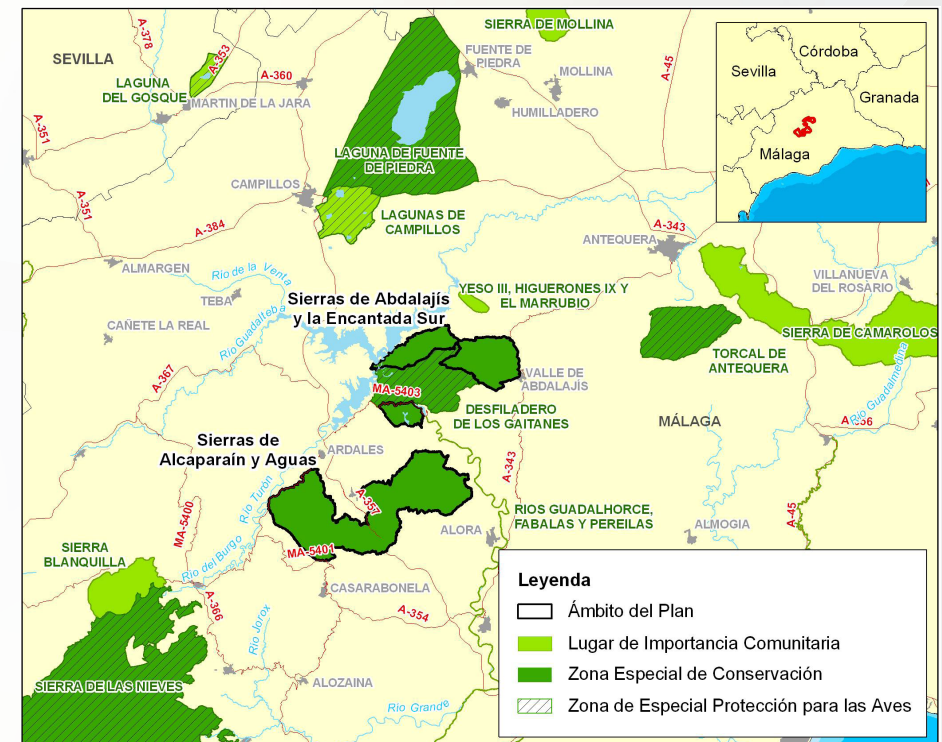 SIERRA DE MOLLINA
A-378
SEVILLA
A-353
A-360
A-45
FUENTE DE
PIEDRA
MOLLINA
LAGUNA
DEL GOSQUE
MARTIN DE LA JARA
HUMILLADERO
A-351
LAGUNA DE FUENTE
DE PIEDRA
CAMPILLOS
A-351
A-384
LAGUNAS DE
CAMPILLOS
A-343
ANTEQUERA
ALMARGEN
Río de la Venta
TEBA
YESO III, HIGUERONES IX Y
EL MARRUBIO
VILLANUEVA
DEL ROSARIO
Sierras de Abdalajís
y la Encantada Sur
CAÑETE LA REAL
Río Guadalteba
SIERRA DE CAMAROLOS
TORCAL DE
ANTEQUERA
A-367
MA-5403
VALLE DE
ABDALAJÍS
Río Guadalmedina
DESFILADERO
DE LOS GAITANES
MÁLAGA
Sierras de
Alcaparaín y Aguas
ARDALES
A-343
A-357
Río Turón
MA-5400
RIOS GUADALHORCE,
FABALAS Y PEREILAS
ALORA
ALMOGIA
A-45
MA-5401
SIERRA
BLANQUILLA
Río del Burgo
CASARABONELA
A-366
A-354
Río Jorox
SIERRA DE LAS NIEVES
ALOZAINA
Río Grande
Córdoba
Sevilla
Granada
Málaga
Leyenda
Ámbito del Plan
Lugar de Importancia Comunitaria
Zona Especial de Conservación
Zona de Especial Protección para las Aves